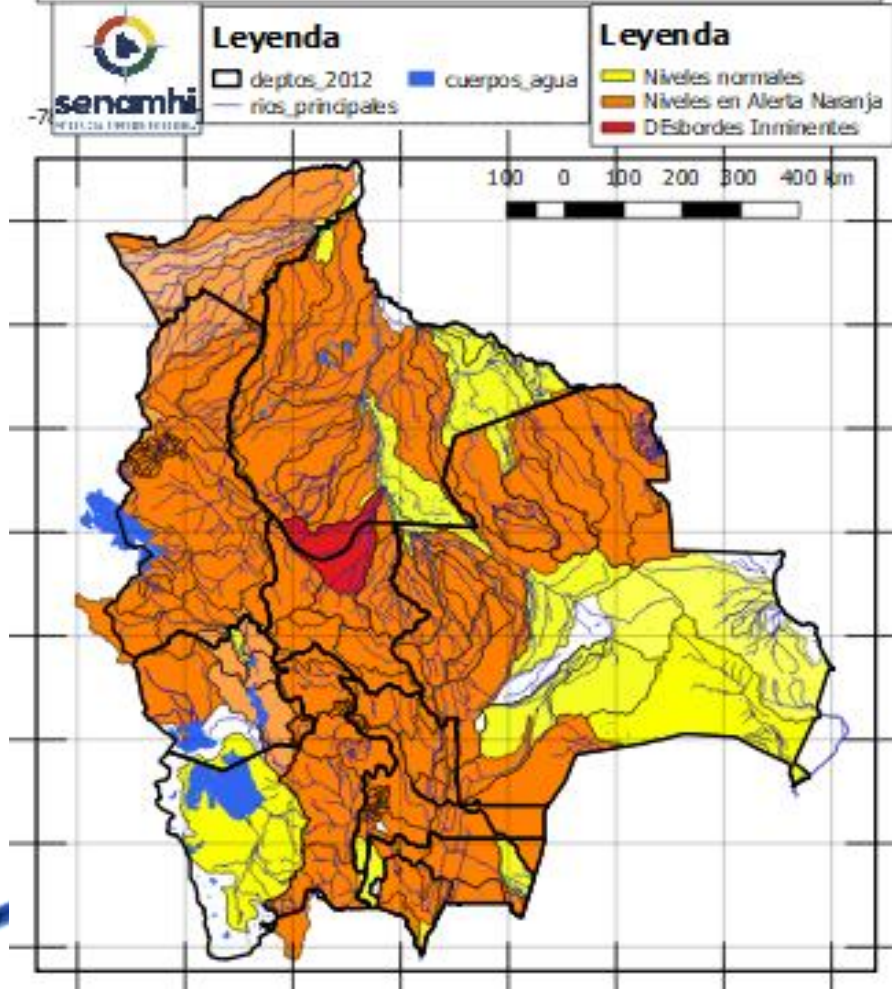 senamhi
Leyenda
deptos_2012
cuerpos_agua
rios_principales
Leyenda
Niveles normales
Niveles en Alerta Naranja
DEsbordes Inminentes
100 0 100 200 300 400 km